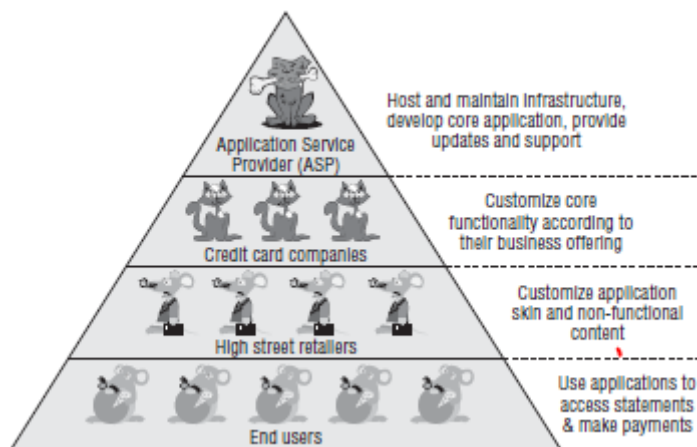 Host and maintain infrastructure,
develop core application, provide
updates and support
Application Service
Provider (ASP)
Customize core
functionality according to
their business offering
Credit card companies
Customize application
skin and non-functional
content
High street retailers
Use applications to
access statements
& make payments
End users